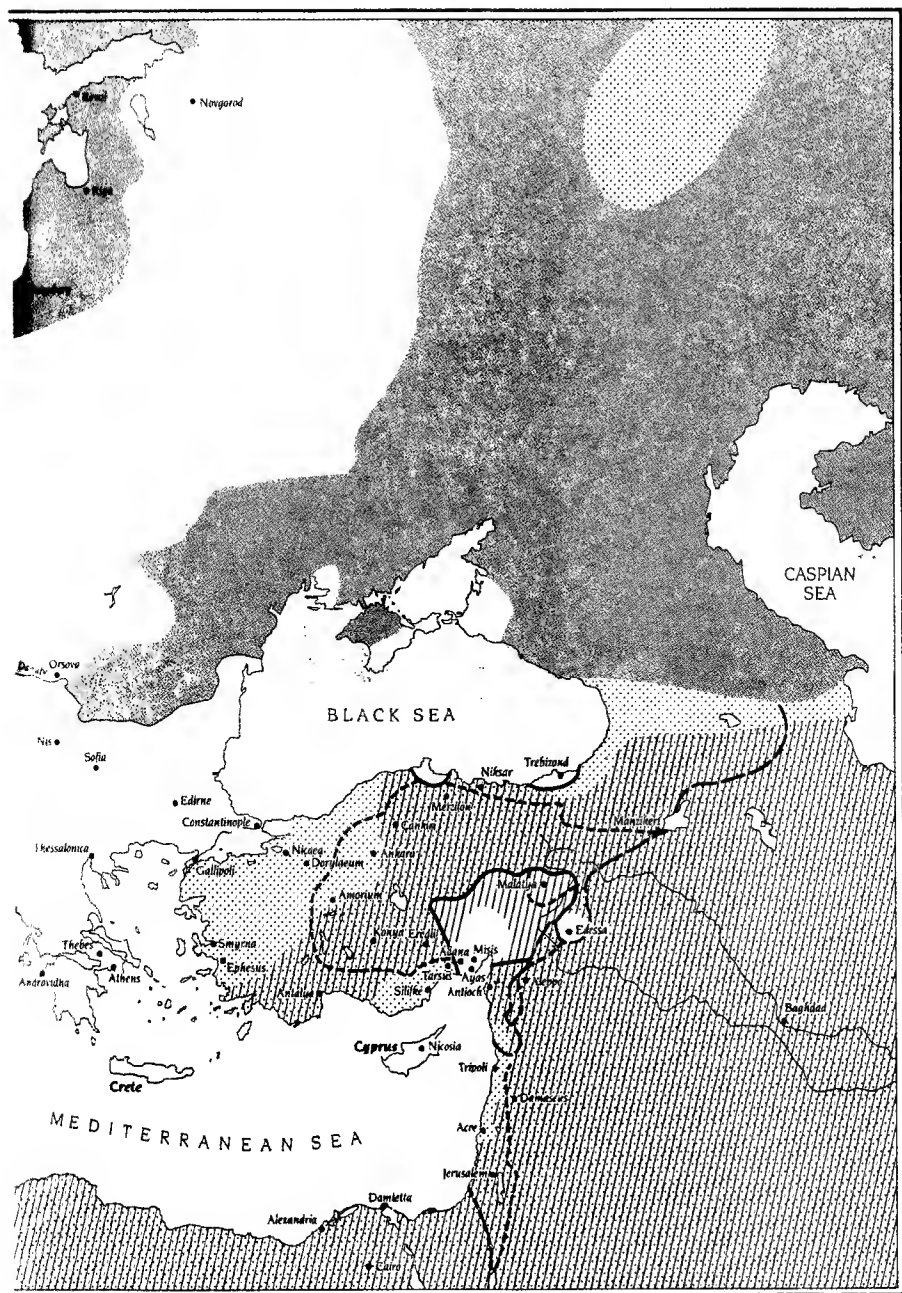 Novgorod
Riga
CASPIAN
SEA
Orsova
BLACK SEA
Nis
Sofia
Trebizond
Niksar
Edirne
Merzifon
Constantinople
Cankiri
Manzikert
Thessalonica
Nicaea
Ankara
Gallipoli
Dorylaeum
Malatya
Amorium
Edessa
Konya
Eregli
Smyrna
Thebes
Adana
Misis
Ephesus
Athens
Tarsus
Ayas
Andravidha
Antalya
Silifke
Antioch
Aleppo
Baghdad
Cyprus
Nicosia
Tripoli
Crete
Damascus
MEDITERRANEAN SEA
Acre
Jerusalem
Damietta
Alexandria
Cairo